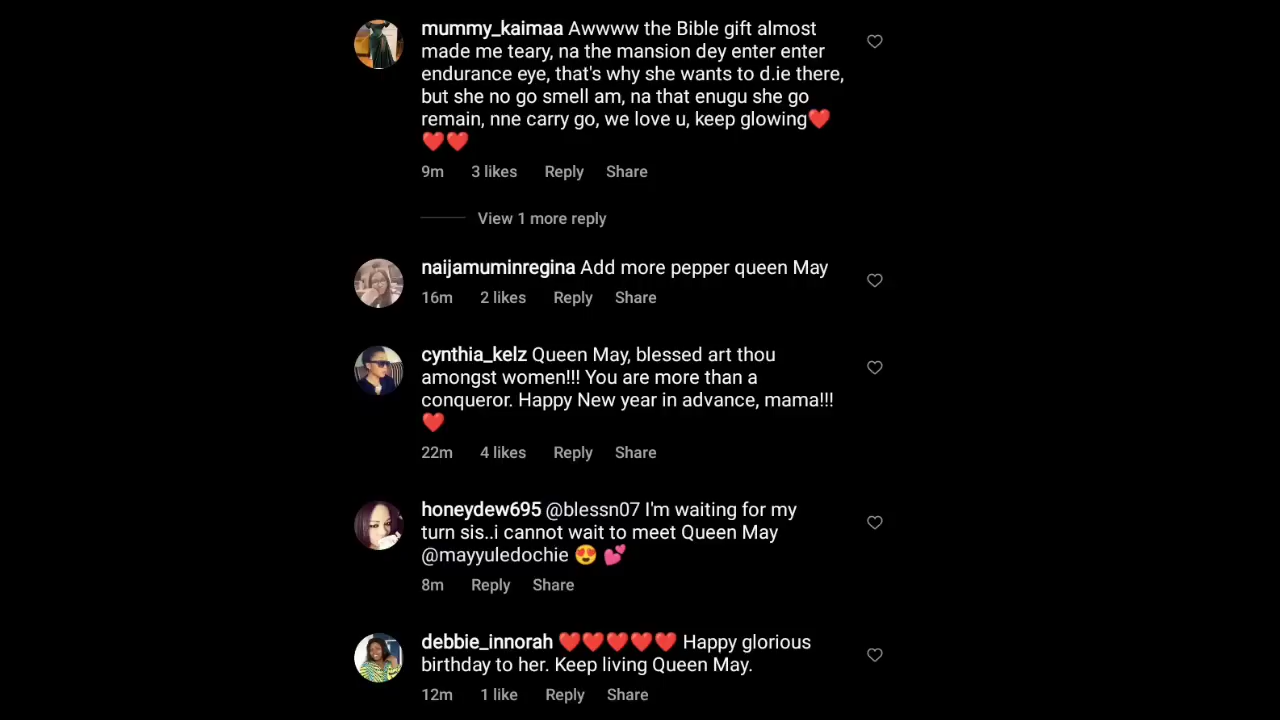 mummy_kaimaa Awwww the Bible gift almost
made me teary, na the mansion dey enter enter
endurance eye, that's why she wants to d.ie there,
but she no go smell am, na that enugu she go
remain, nne carry go, we love u, keep glowing❤️
❤️❤️
9m 3 likes Reply Share
View 1 more reply
naijamuminregina Add more pepper queen May
16m 2 likes Reply Share
cynthia_kelz Queen May, blessed art thou
amongst women!!! You are more than a
conqueror. Happy New year in advance, mama!!!
❤️
22m 4 likes Reply Share
honeydew695 @blessn07 I'm waiting for my
turn sis..i cannot wait to meet Queen May
@mayyuledochie 😍 💕
8m Reply Share
debbie_innorah ❤️❤️❤️❤️❤️ Happy glorious
birthday to her. Keep living Queen May.
12m 1 like Reply Share